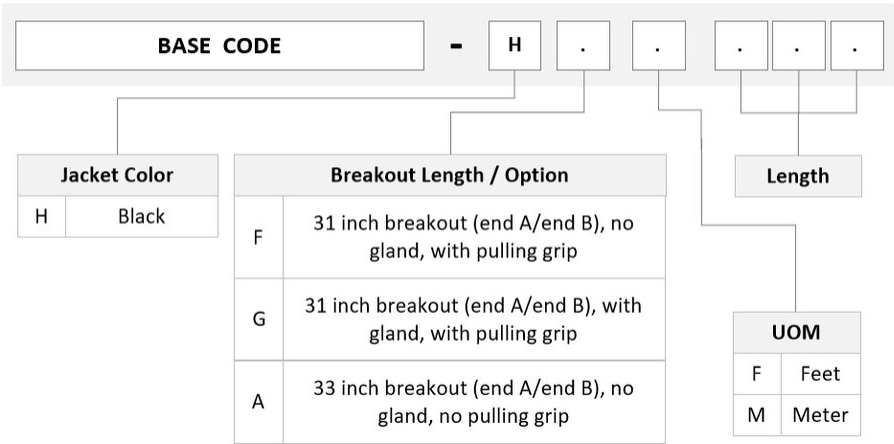 BASE CODE - H . . . . .
Jacket Color
H Black
Breakout Length / Option
F 31 inch breakout (end A/end B), no
gland, with pulling grip
G 31 inch breakout (end A/end B), with
gland, with pulling grip
A 33 inch breakout (end A/end B), no
gland, no pulling grip
Length
UOM
F Feet
M Meter